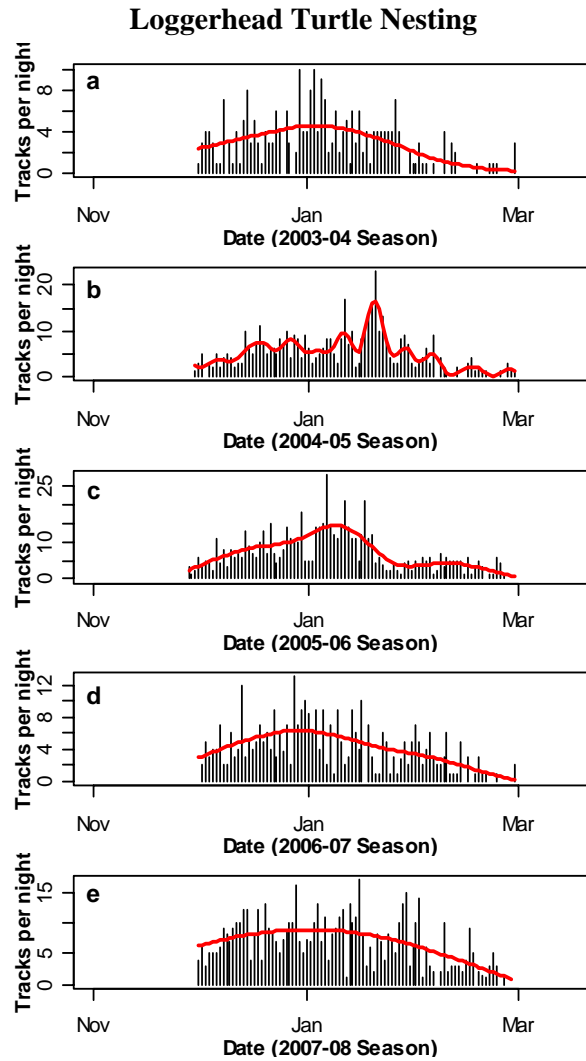 Loggerhead Turtle Nesting
a
Tracks per night
0 4 8
Nov Jan Mar
Date (2003-04 Season)
b
Tracks per night
0 10 20
Nov Jan Mar
Date (2004-05 Season)
c
Tracks per night
0 10 25
Nov Jan Mar
Date (2005-06 Season)
d
Tracks per night
0 4 8 12
Nov Jan Mar
Date (2006-07 Season)
e
Tracks per night
0 5 15
Nov Jan Mar
Date (2007-08 Season)